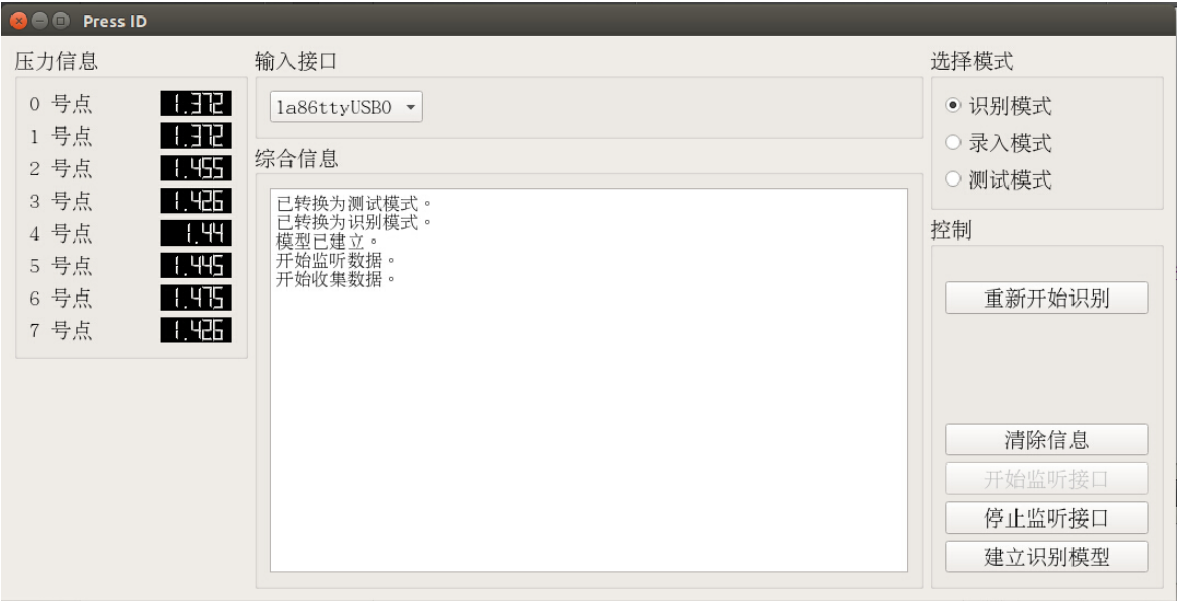 Press ID
压力信息
0 号点 1.372
1 号点 1.372
2 号点 1.455
3 号点 1.426
4 号点 1.44
5 号点 1.445
6 号点 1.475
7 号点 1.426
输入接口
1a86ttyUSB0
综合信息
已转换为测试模式。
已转换为识别模式。
模型已建立。
开始监听数据。
开始收集数据。
选择模式
识别模式
录入模式
测试模式
控制
重新开始识别
清除信息
开始监听接口
停止监听接口
建立识别模型